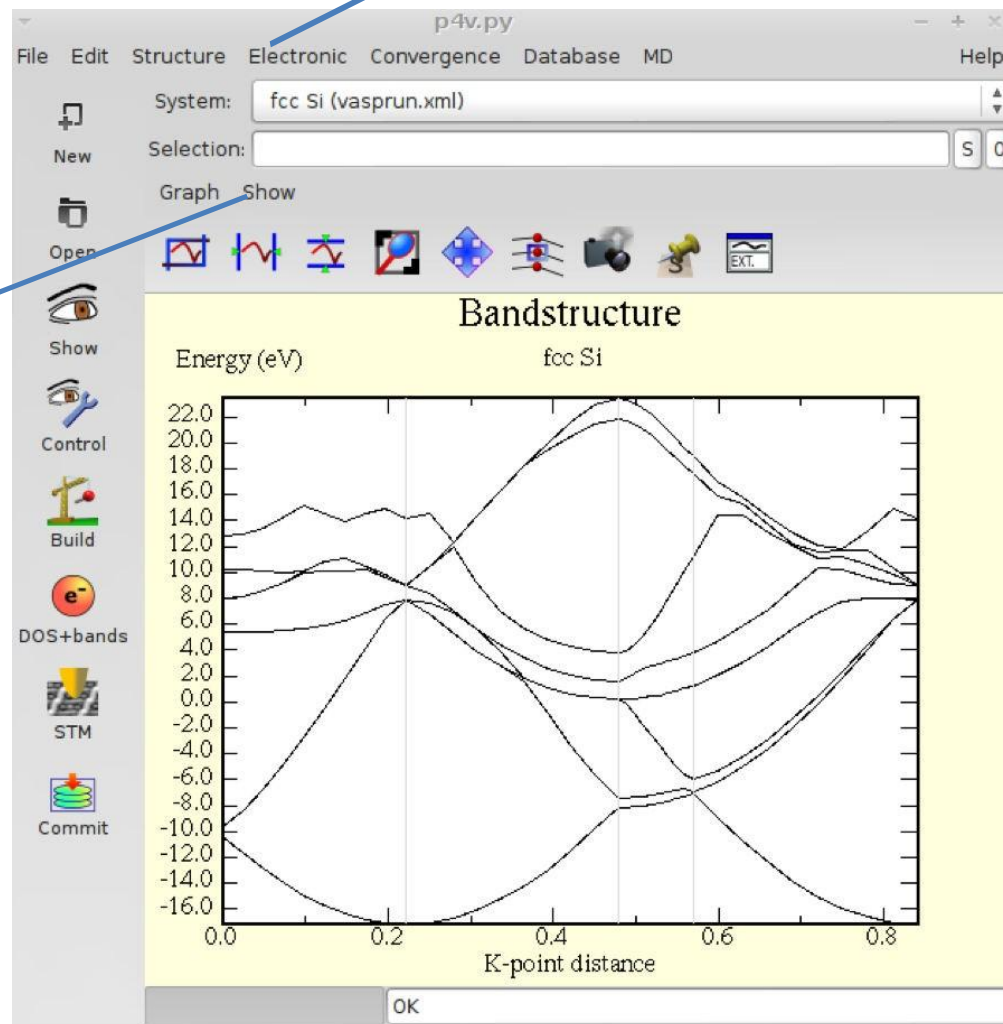 p4v.py
File Edit Structure Electronic Convergence Database MD Help
System: fcc Si (vasprun.xml)
New
Selection: S 0
Graph Show
Open
EXT.
Show
Control
Build
e-
DOS+bands
STM
Commit
Bandstructure
Energy (eV) fcc Si
22.0
20.0
18.0
16.0
14.0
12.0
10.0
8.0
6.0
4.0
2.0
0.0
-2.0
-4.0
-6.0
-8.0
-10.0
-12.0
-14.0
-16.0
0.0 0.2 0.4 0.6 0.8
K-point distance
OK